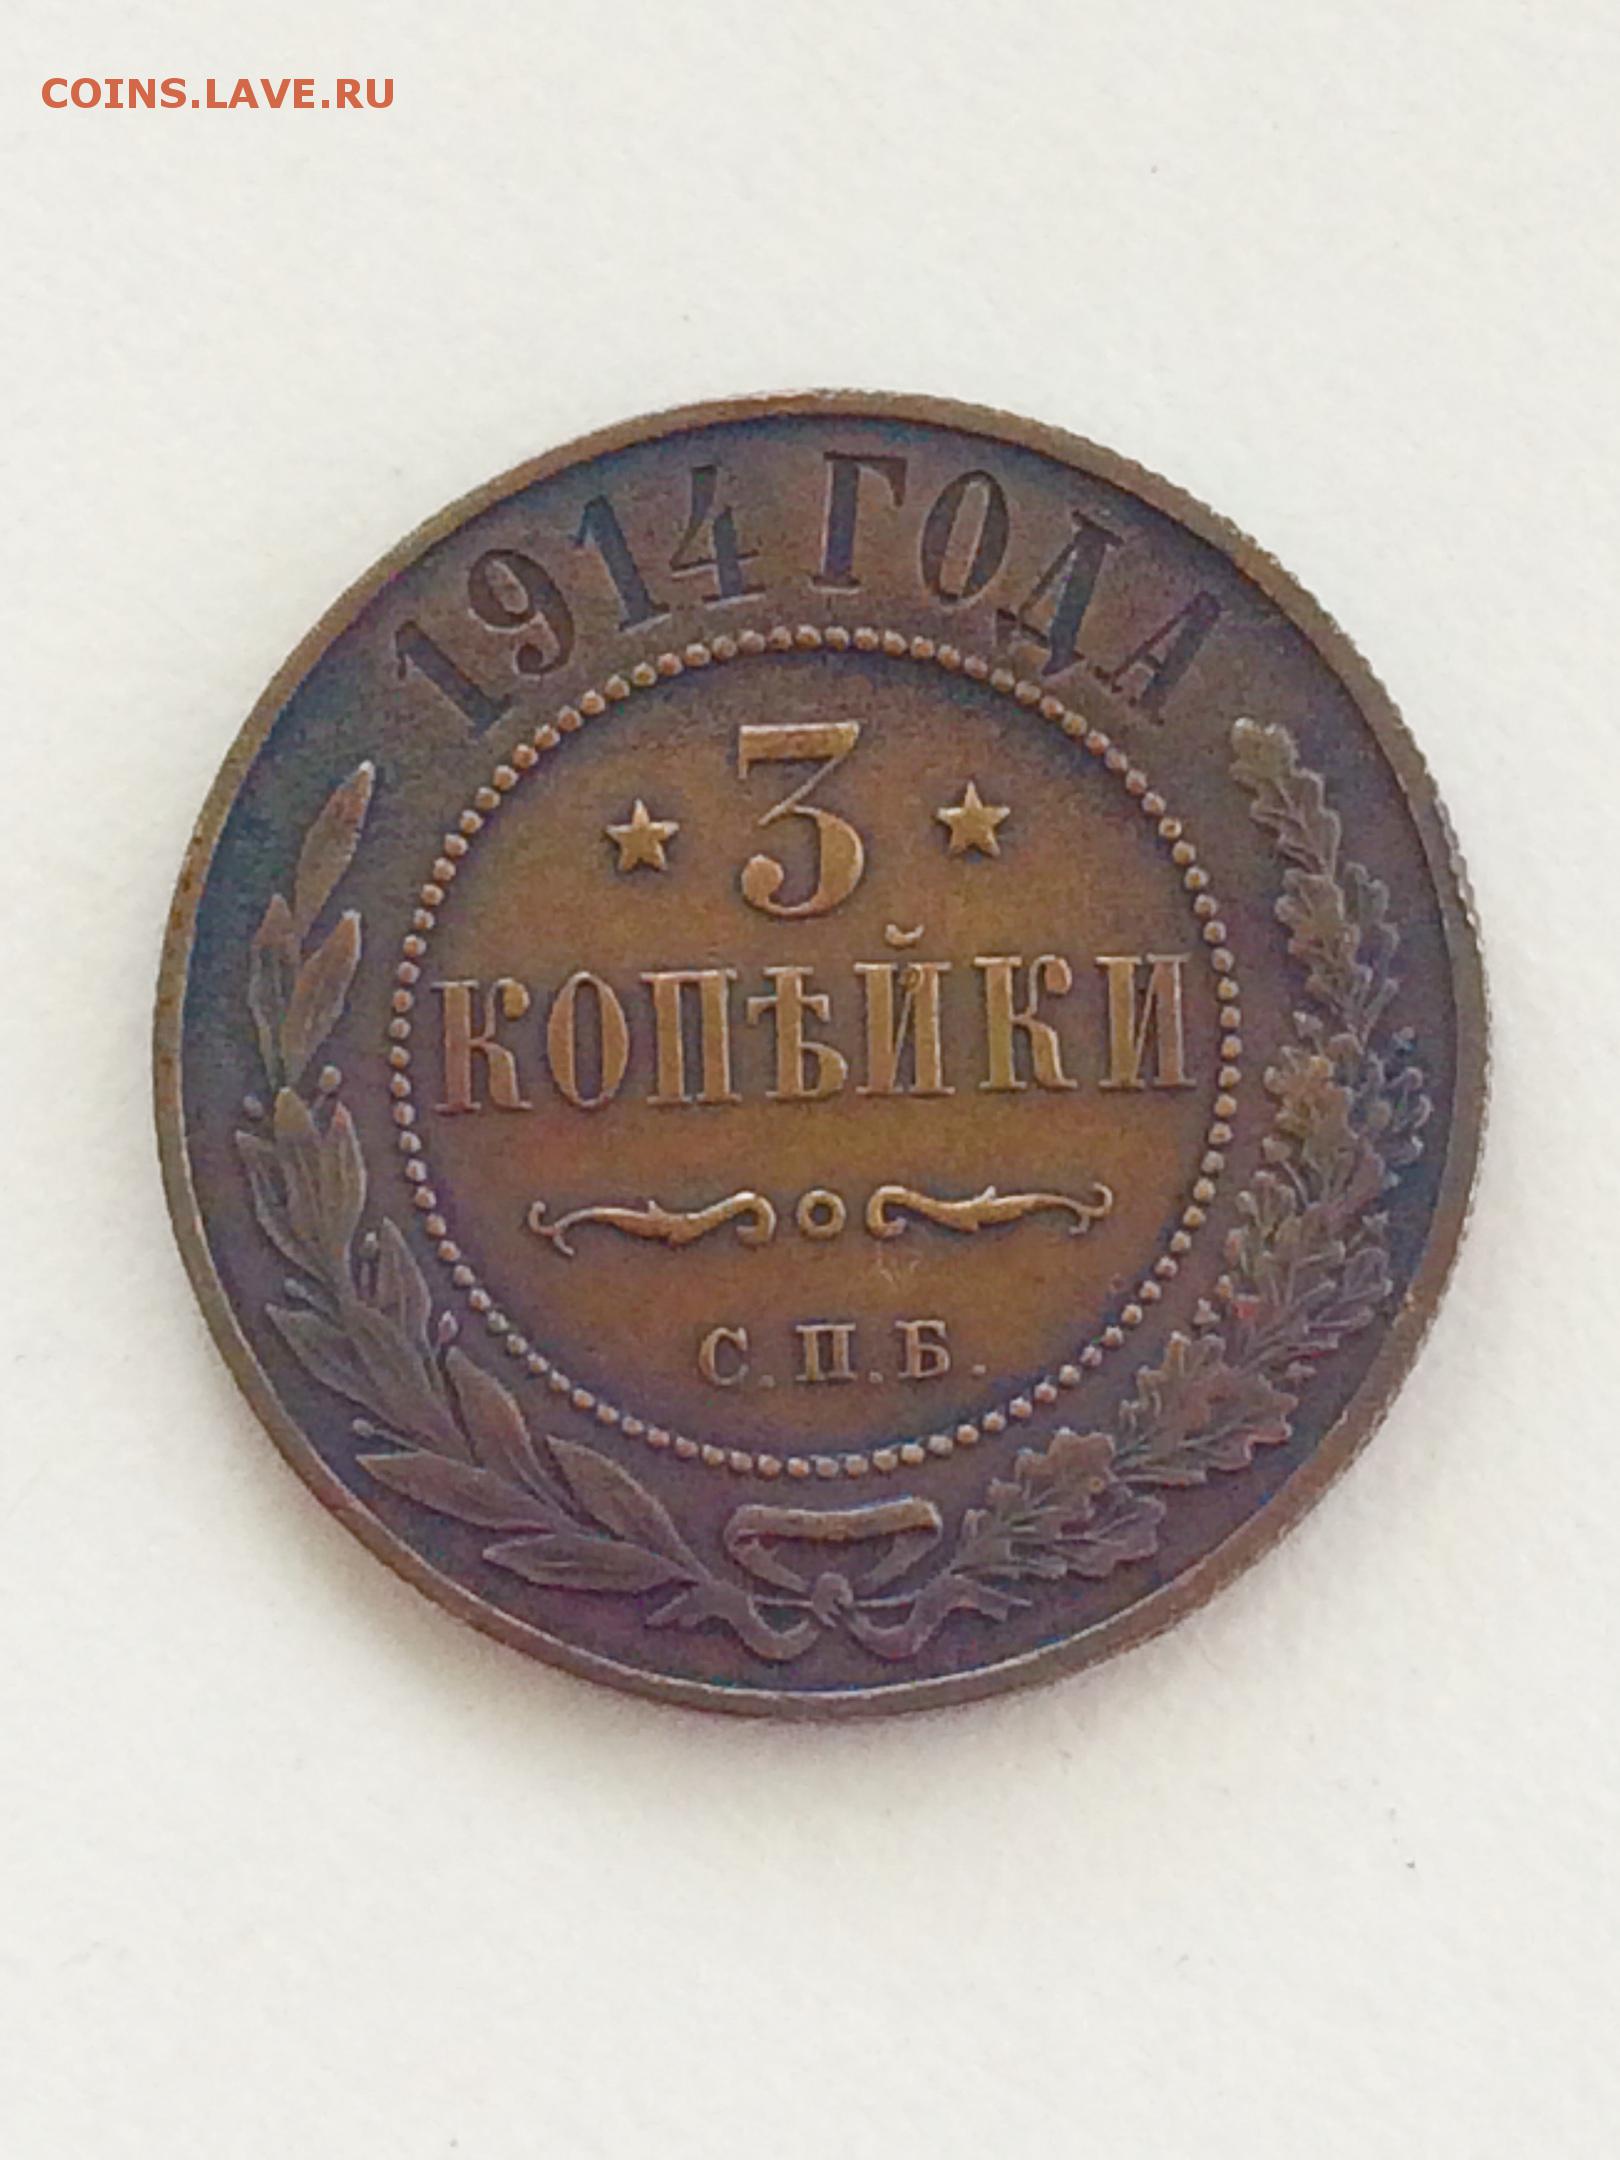 COINS.LAVE.RU
1914 ГОДА
3
КОПѢЙКИ
С.П.Б.